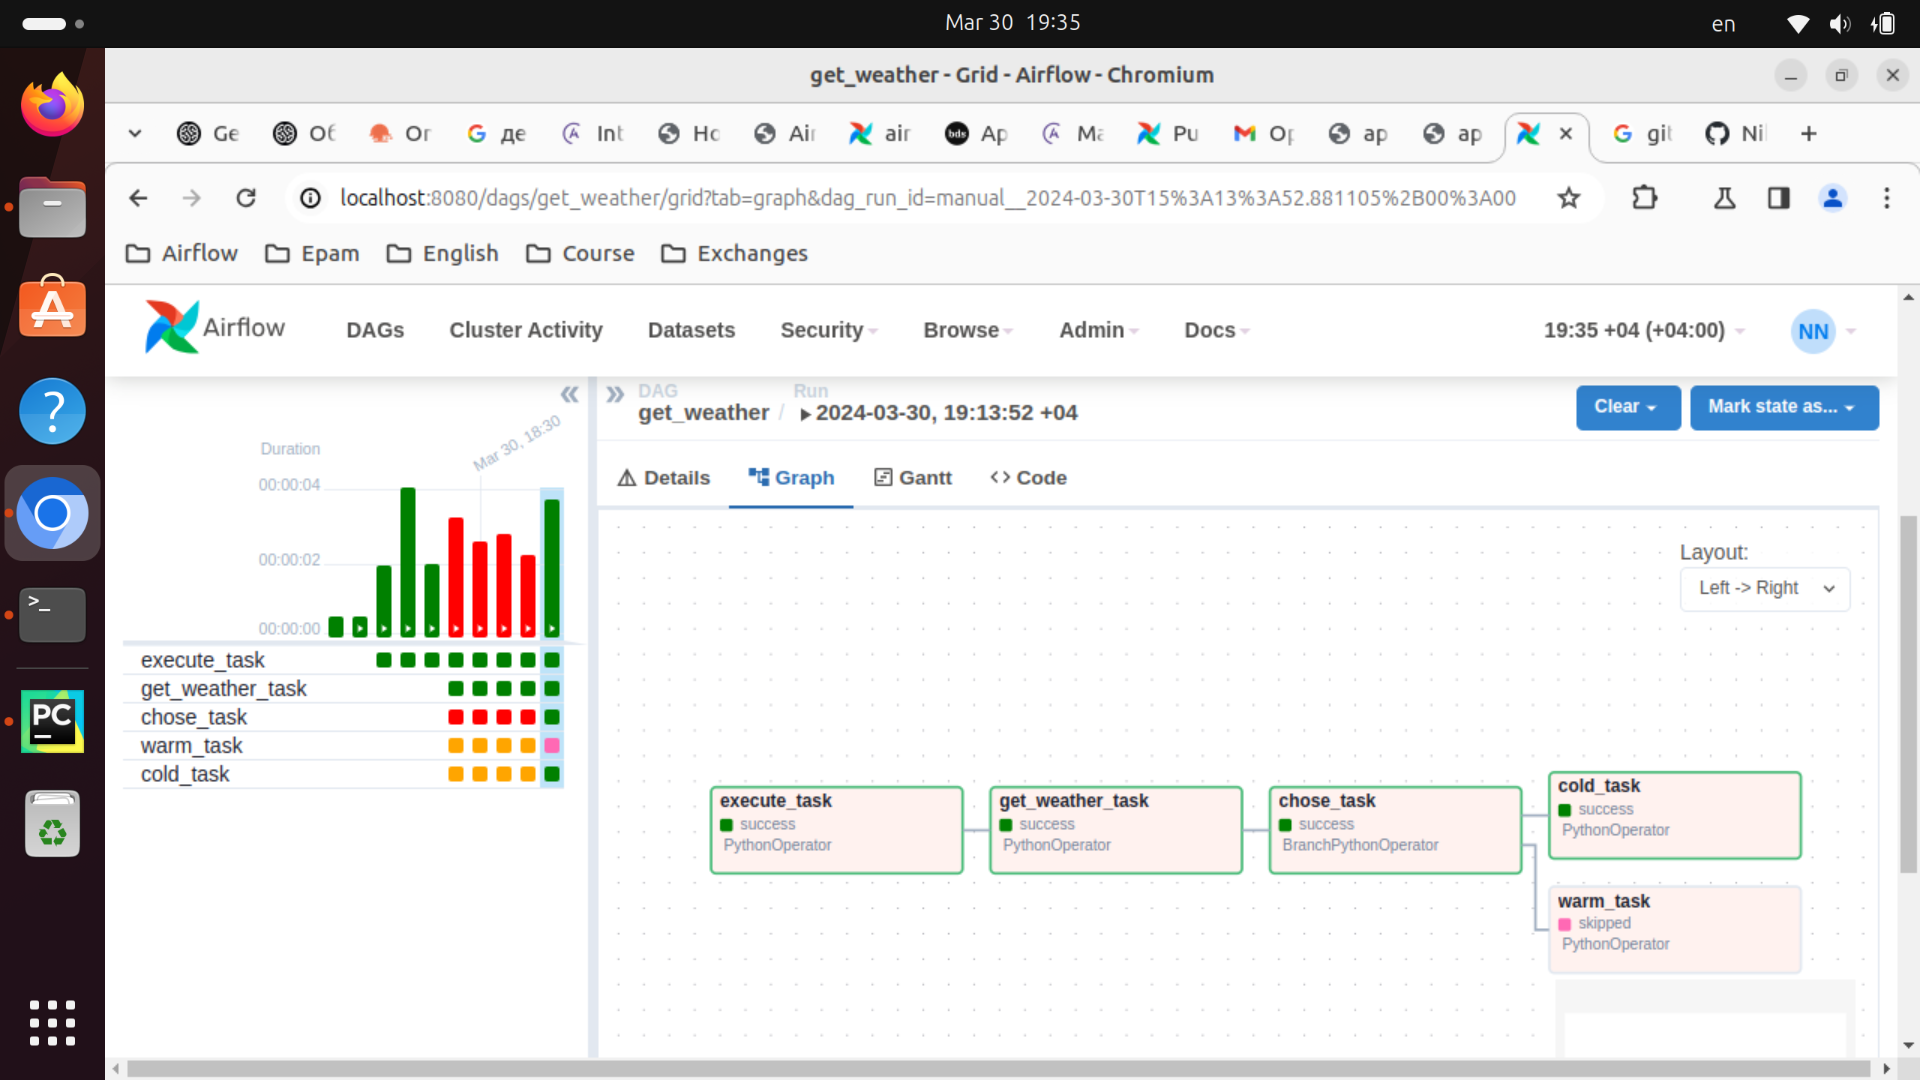 Mar 30 19:35
en
get_weather - Grid - Airflow - Chromium
Ge
Об
Or
де
Int
Ho
Air
air
bds
Ap
Ma
Pu
Op
ap
ap
git
Ni
localhost:8080/dags/get_weather/grid?tab=graph&dag_run_id=manual__2024-03-30T15%3A13%3A52.881105%2B00%3A00
Airflow Epam English Course Exchanges
Airflow DAGs Cluster Activity Datasets Security Browse Admin Docs 19:35 +04 (+04:00) NN
DAG Run
get_weather / 2024-03-30, 19:13:52 +04
Clear
Mark state as...
Details Graph Gantt Code
Mar 30, 18:30
Duration
00:00:04
00:00:02
00:00:00
execute_task
get_weather_task
chose_task
warm_task
cold_task
Layout:
Left -> Right
execute_task
success
PythonOperator
get_weather_task
success
PythonOperator
chose_task
success
BranchPythonOperator
cold_task
success
PythonOperator
warm_task
skipped
PythonOperator
PC